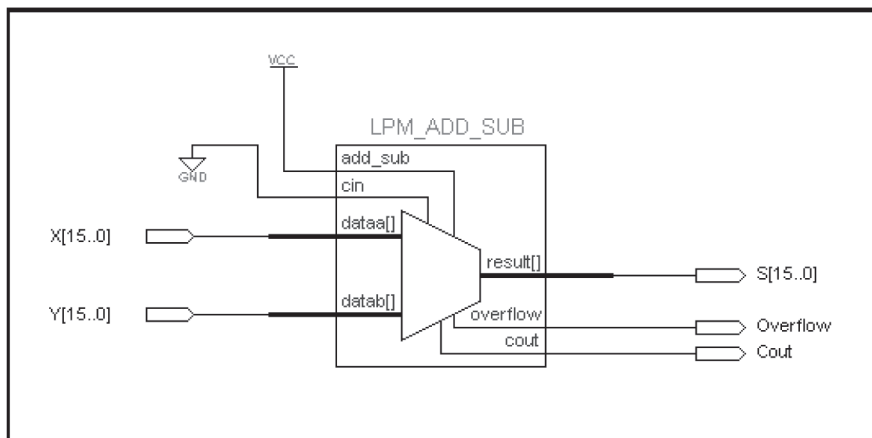 VCC
LPM_ADD_SUB
add_sub
GND
cin
X[15..0]
dataa[]
result[]
S[15..0]
Y[15..0]
datab[]
overflow
Overflow
cout
Cout